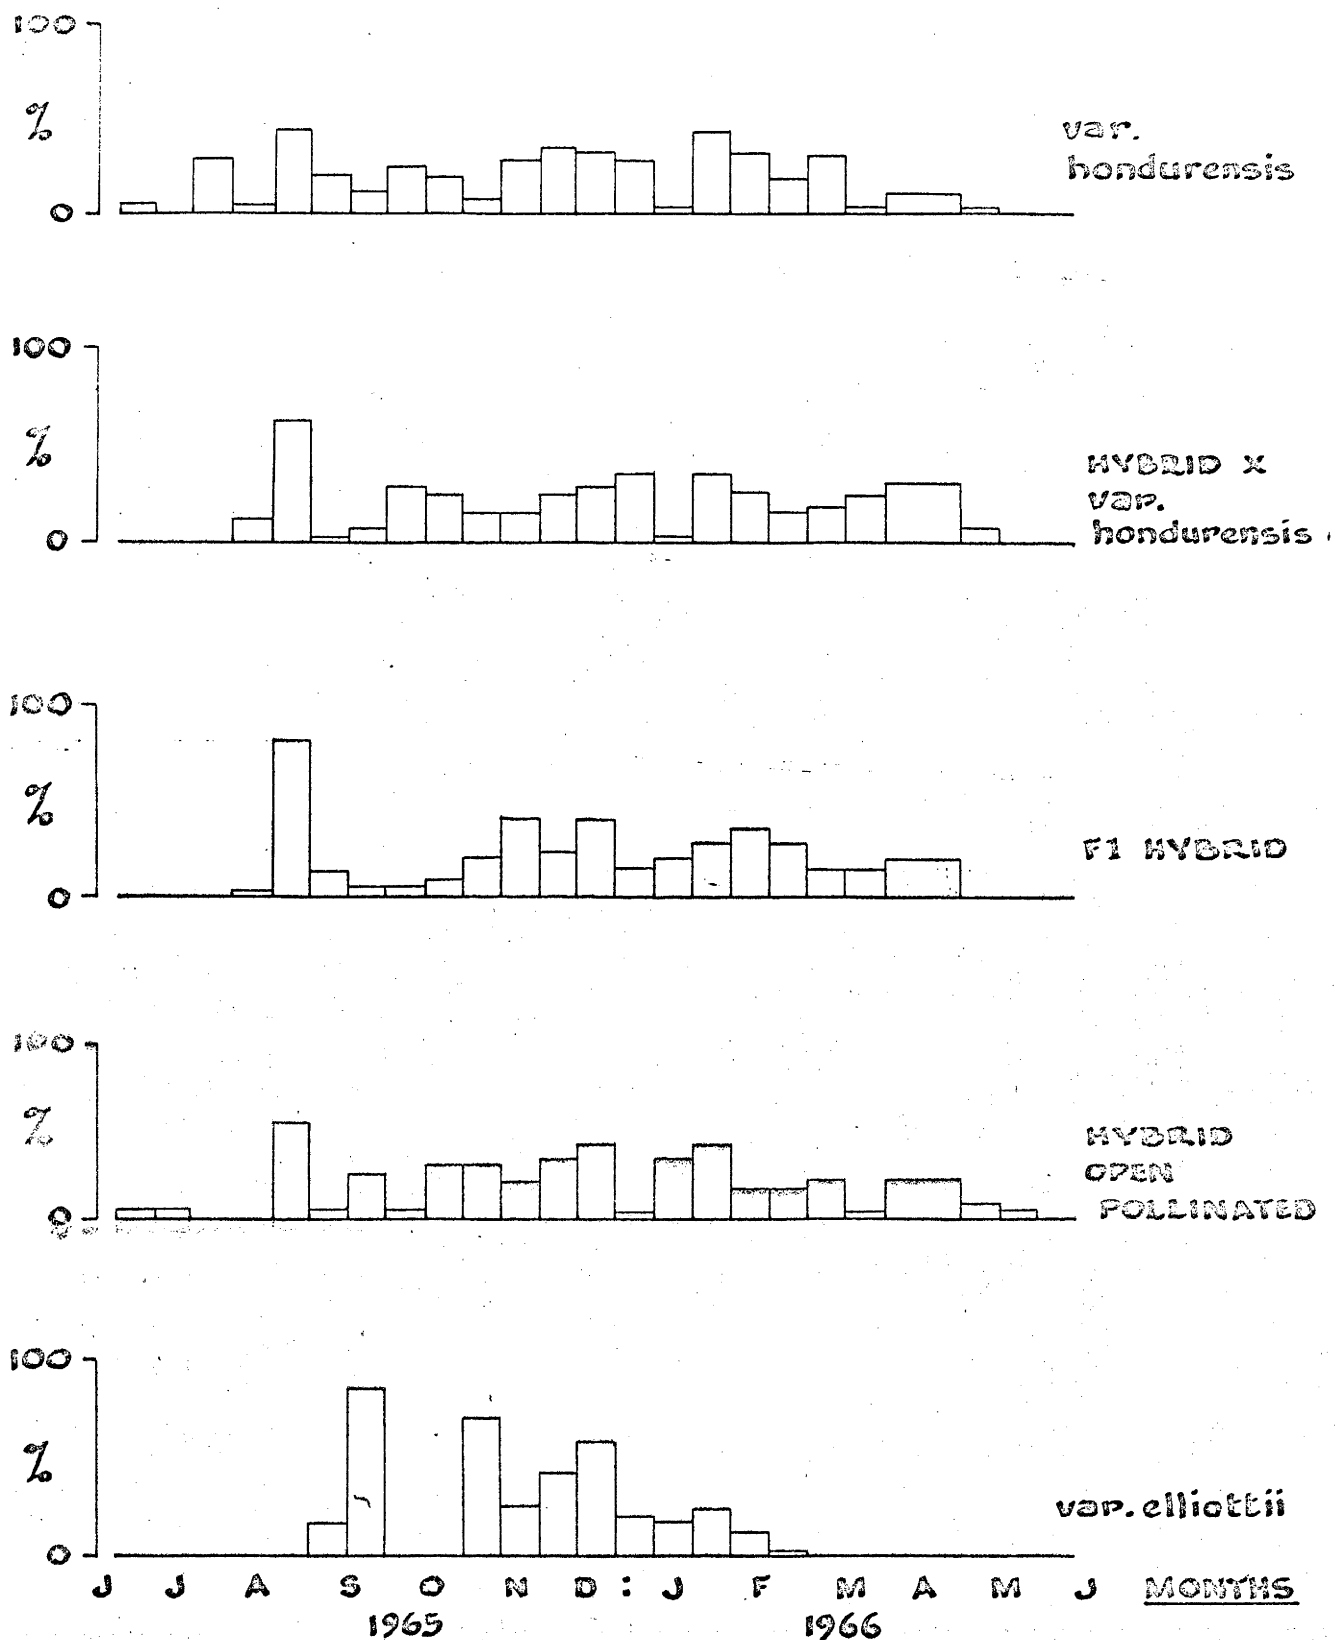 100
%
0
var.
hondurensis
100
%
0
HYBRID X
var.
hondurensis.
100
%
0
F1 HYBRID
100
%
0
HYBRID
OPEN
POLLINATED
100
%
0
var. elliottii
J J A S O N D : J F M A M J MONTHS
1965 1966